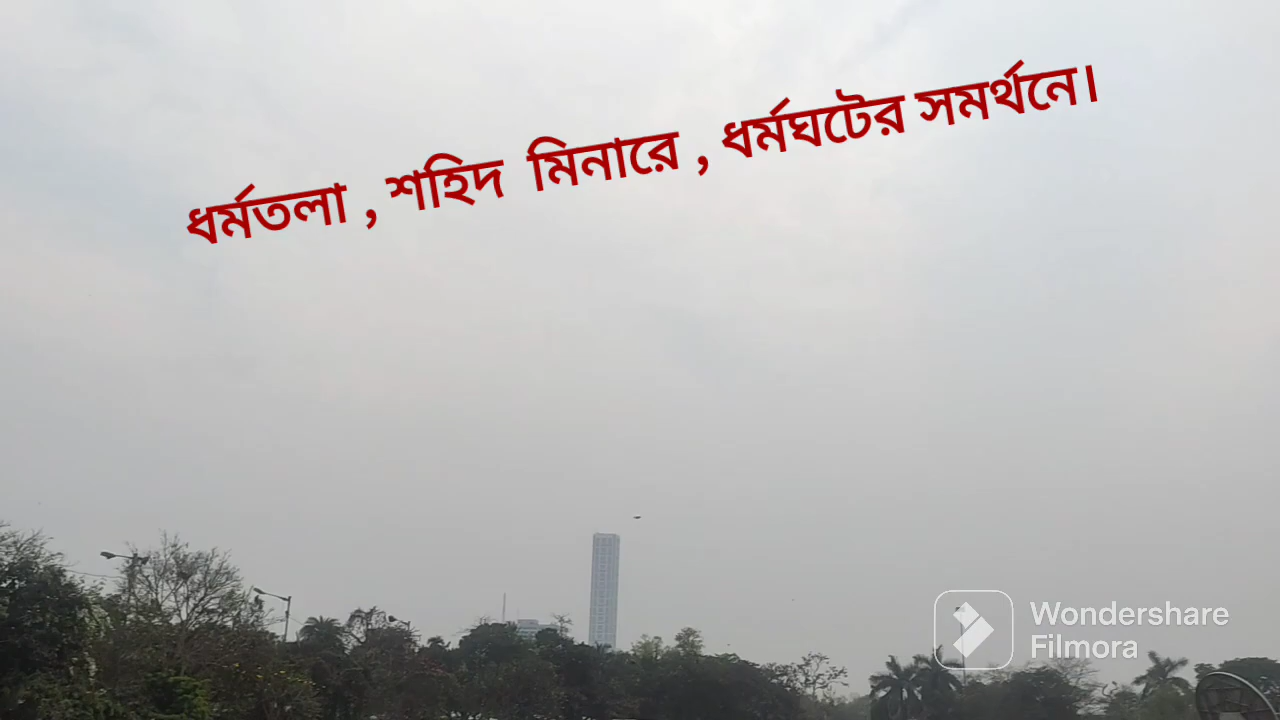 ধর্মতলা , শহিদ মিনারে , ধর্মঘটের সমর্থনে।
Wondershare
Filmora